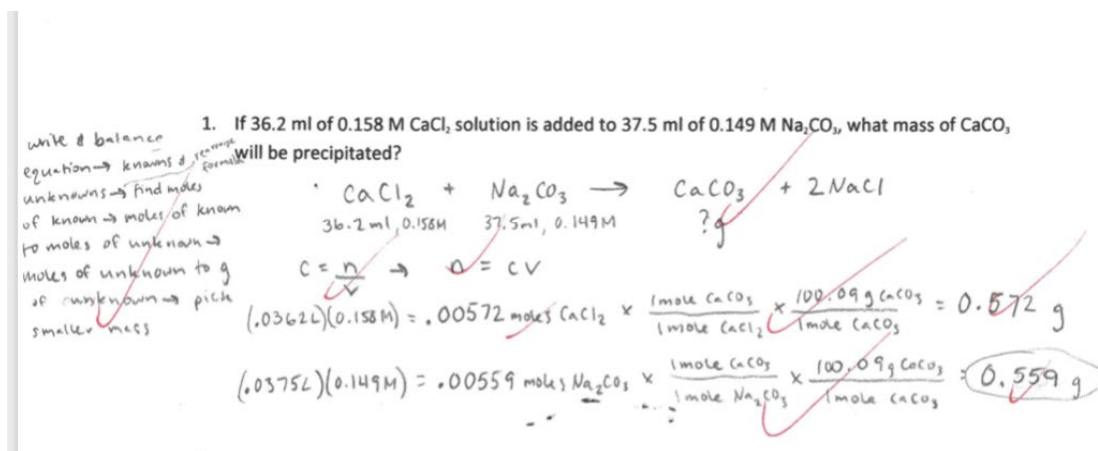 1. If 36.2 ml of 0.158 M CaCl₂ solution is added to 37.5 ml of 0.149 M Na₂CO₃, what mass of CaCO₃
will be precipitated?
write & balance
equation → knowns & rearrange formula
unknowns → find moles
of known → moles of known
to moles of unknown →
moles of unknown to g
of unknown → pick
smaller mass
CaCl₂ + Na₂CO₃ → CaCO₃ + 2 NaCl
36.2 ml, 0.158M 37.5ml, 0.149M ?g
C = n/v → n = CV
(.0362L)(0.158M) = .00572 moles CaCl₂ × 1 mole CaCO₃ / 1 mole CaCl₂ × 100.09 g CaCO₃ / 1 mole CaCO₃ = 0.572 g
(.0375L)(0.149M) = .00559 moles Na₂CO₃ × 1 mole CaCO₃ / 1 mole Na₂CO₃ × 100.09 g CaCO₃ / 1 mole CaCO₃ = 0.559 g